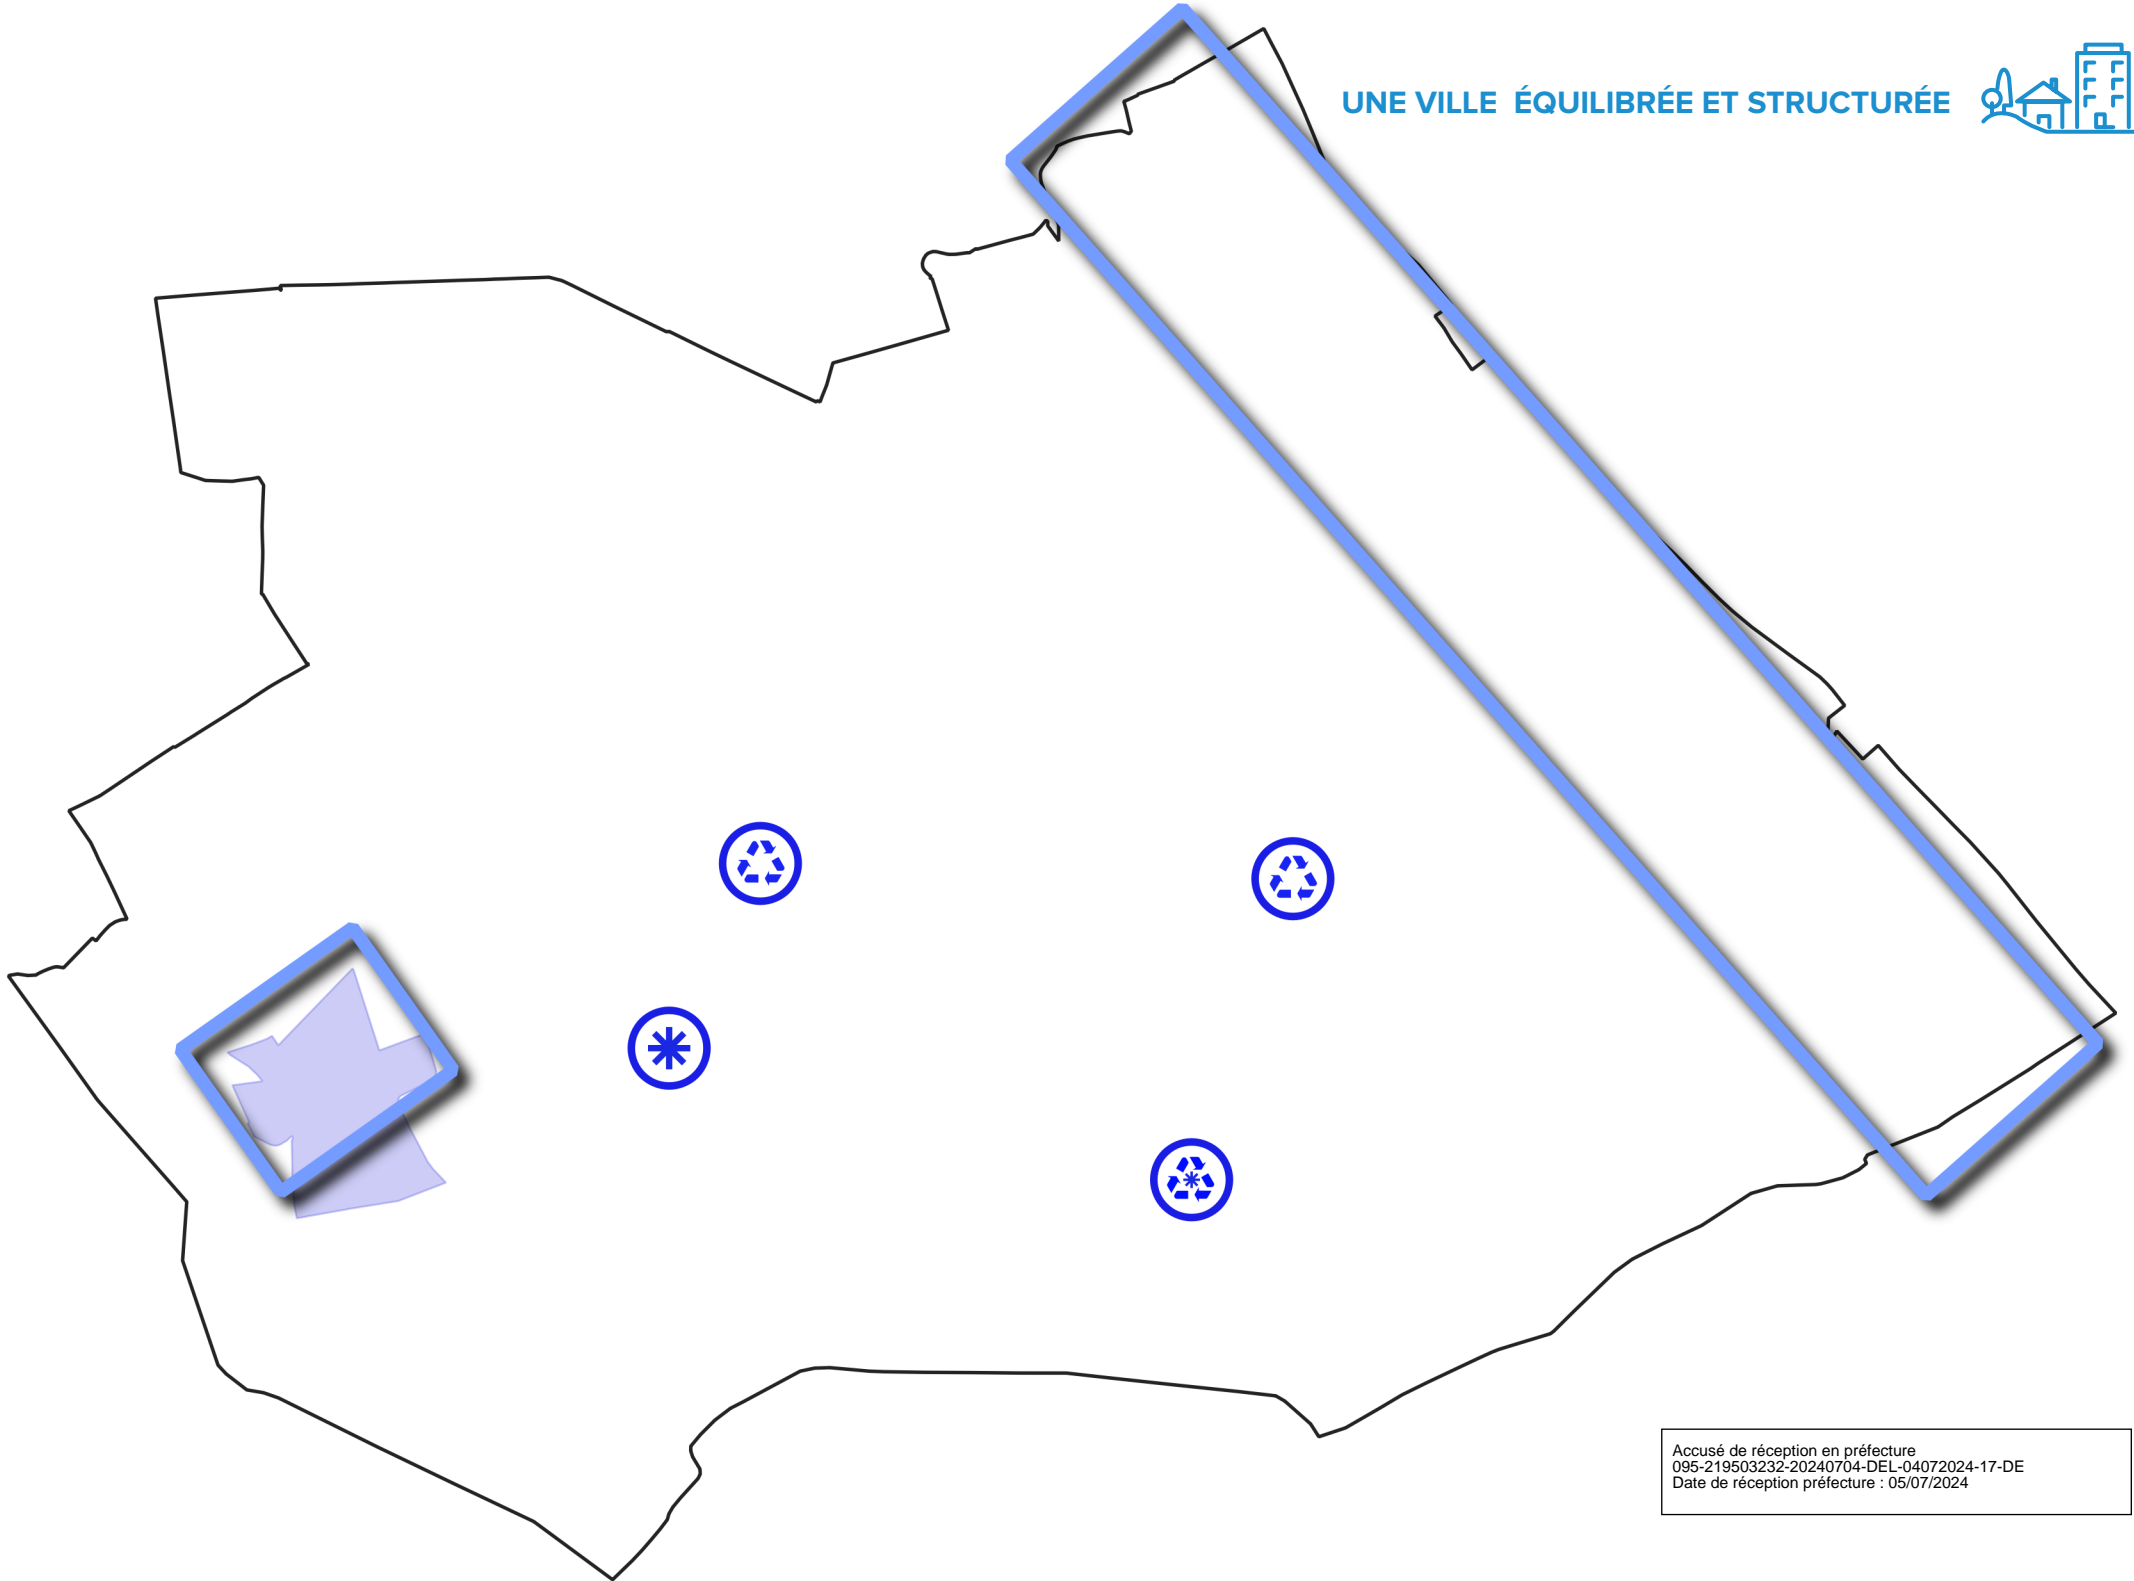 UNE VILLE ÉQUILIBRÉE ET STRUCTURÉE
Accusé de réception en préfecture
095-219503232-20240704-DEL-04072024-17-DE
Date de réception préfecture : 05/07/2024